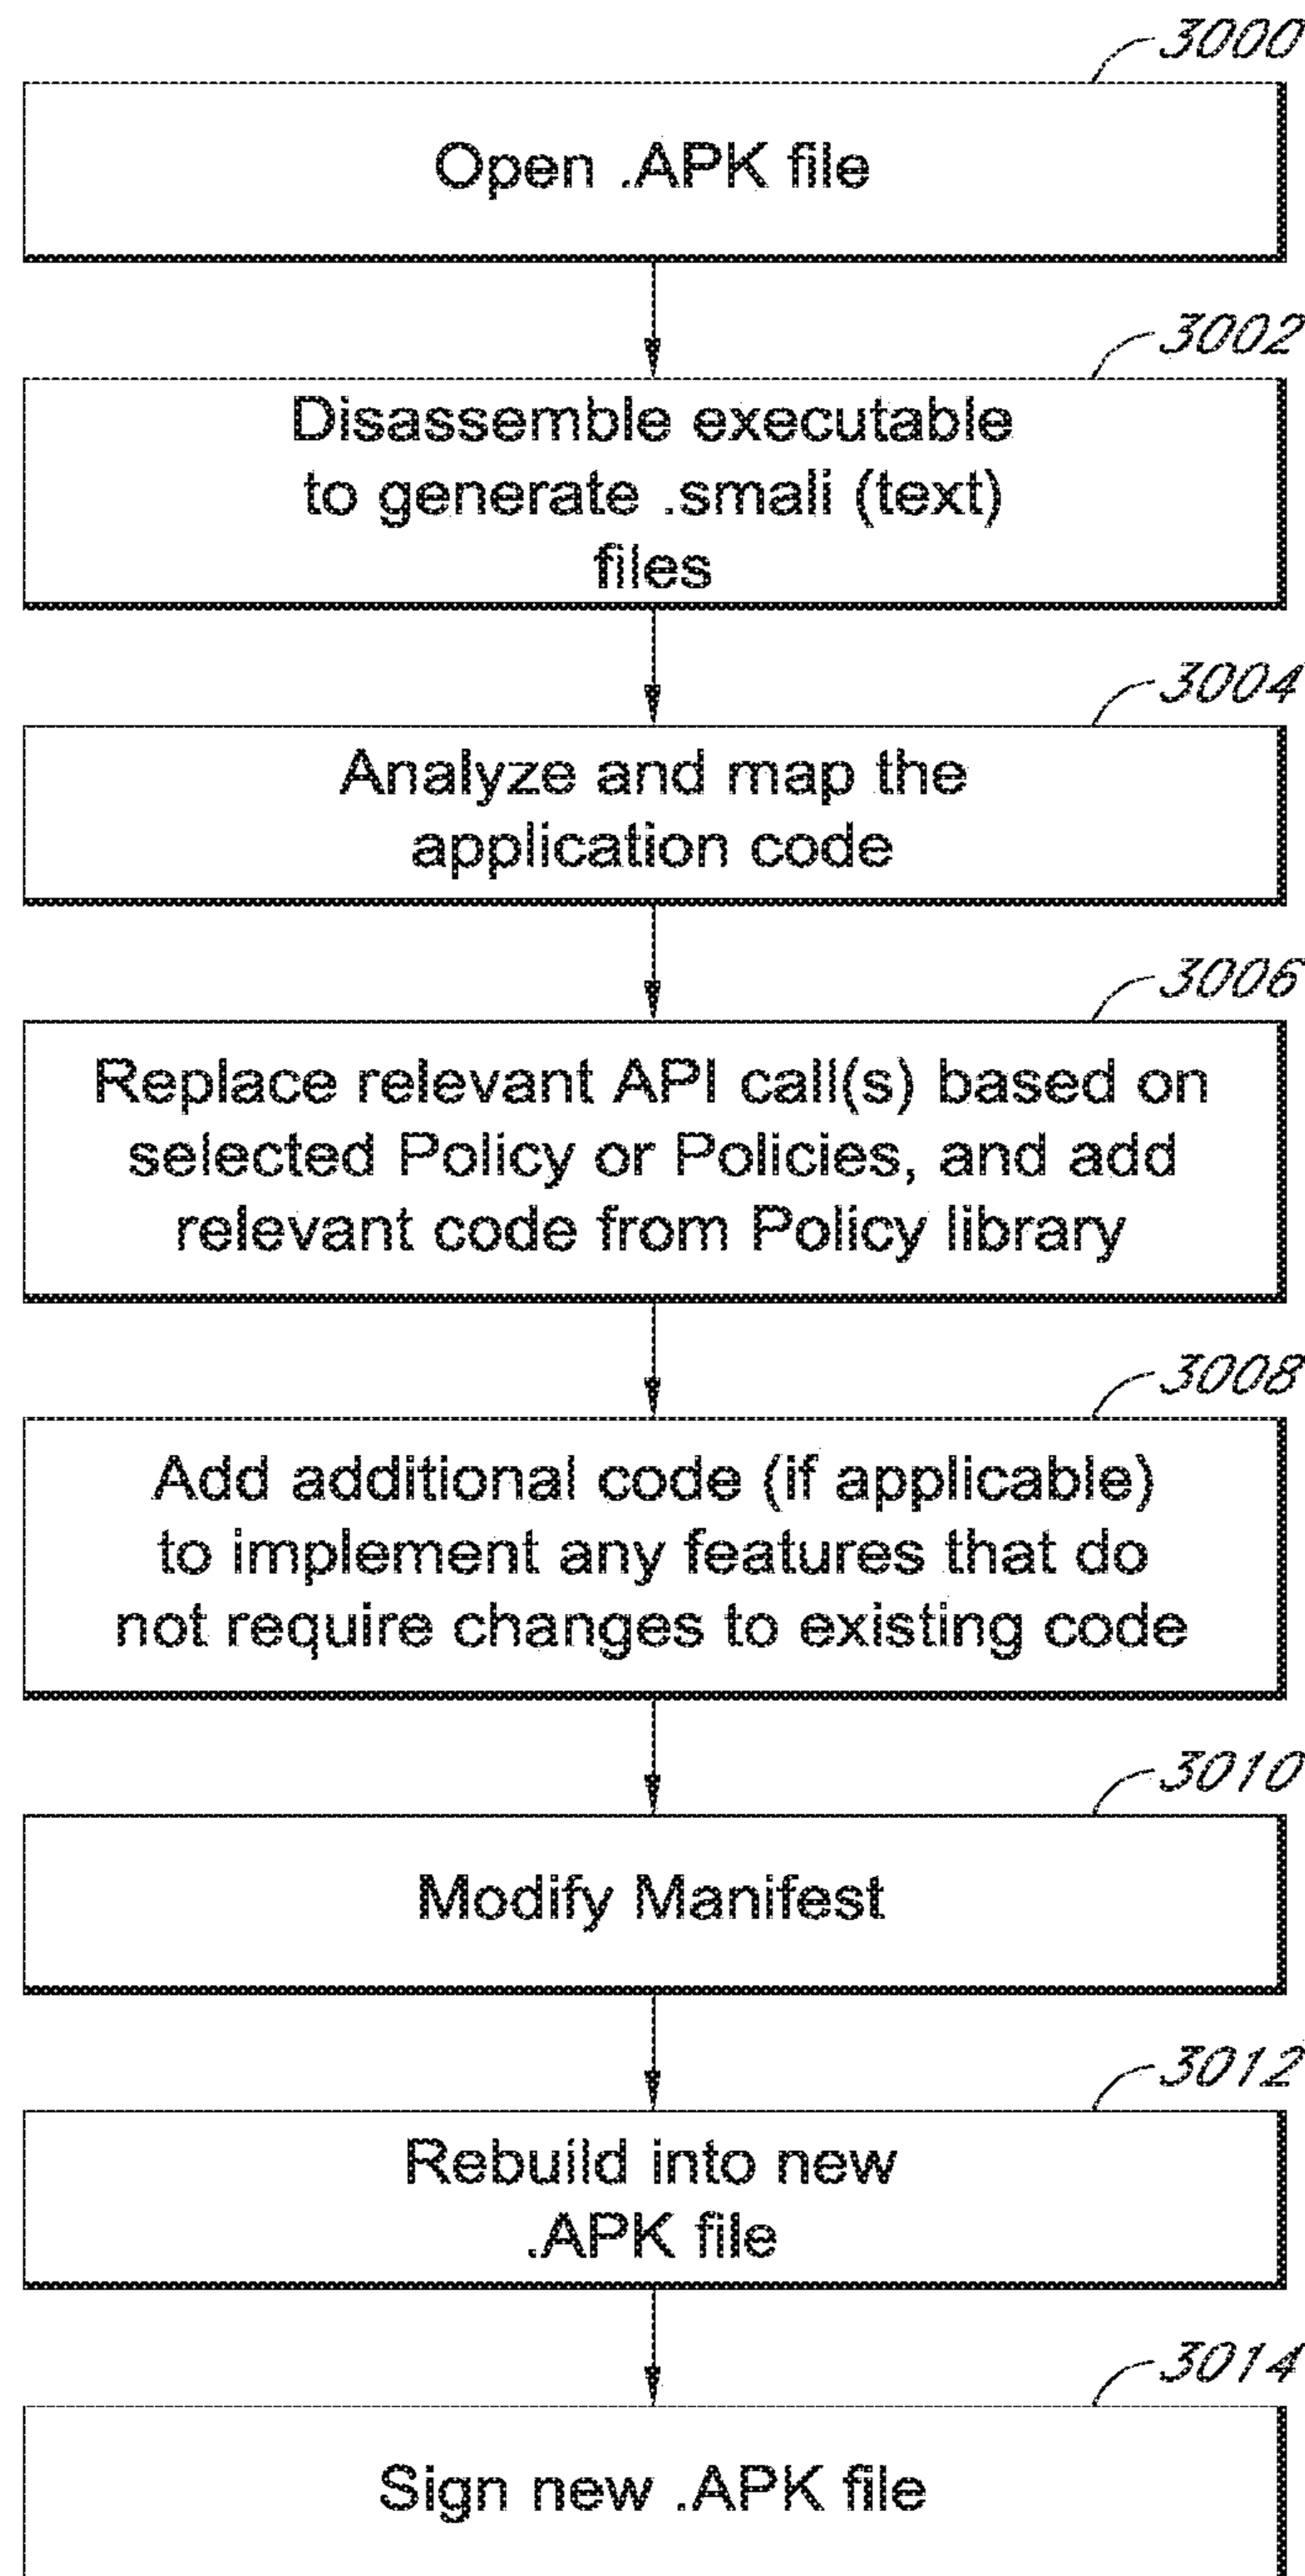 3000
Open .APK file
3002
Disassemble executable
to generate .smali (text)
files
3004
Analyze and map the
application code
3006
Replace relevant API call(s) based on
selected Policy or Policies, and add
relevant code from Policy library
3008
Add additional code (if applicable)
to implement any features that do
not require changes to existing code
3010
Modify Manifest
3012
Rebuild into new
.APK file
3014
Sign new .APK file